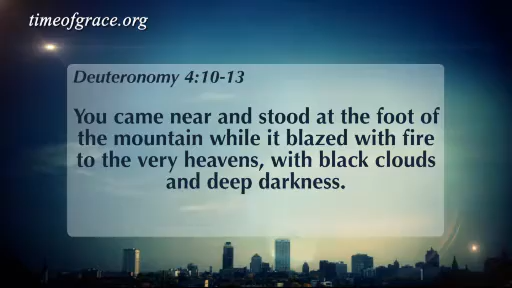 timeofgrace.org
Deuteronomy 4:10-13
You came near and stood at the foot of
the mountain while it blazed with fire
to the very heavens, with black clouds
and deep darkness.